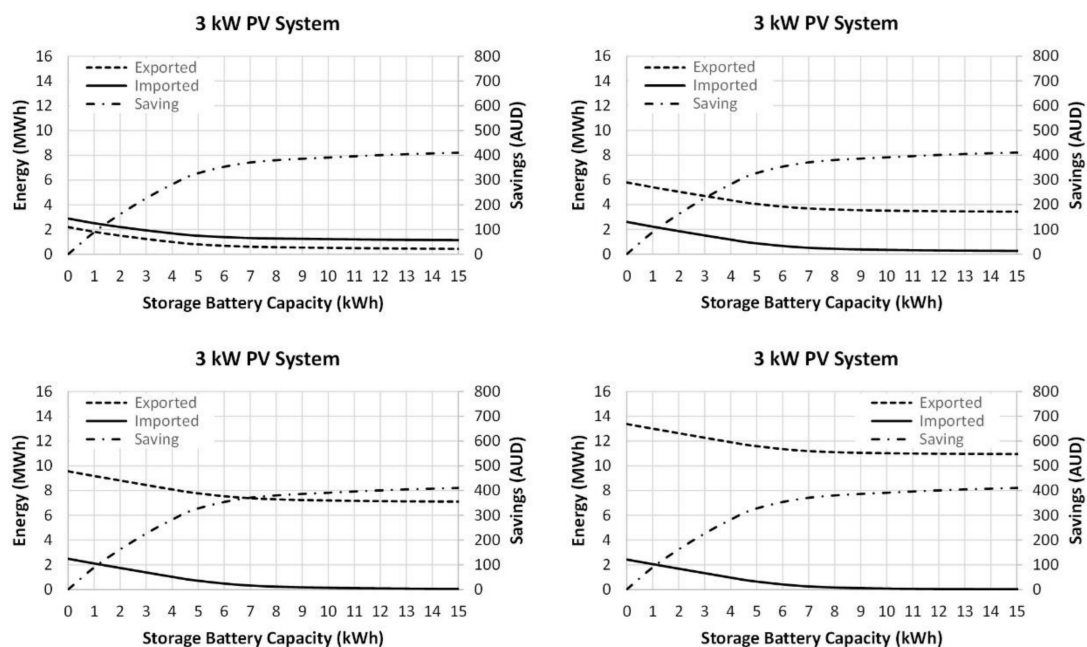 3 kW PV System
16 14 12 10 8 6 4 2 0
Energy (MWh)
Exported
Imported
Saving
800 700 600 500 400 300 200 100 0
Savings (AUD)
0 1 2 3 4 5 6 7 8 9 10 11 12 13 14 15
Storage Battery Capacity (kWh)
3 kW PV System
16 14 12 10 8 6 4 2 0
Energy (MWh)
Exported
Imported
Saving
800 700 600 500 400 300 200 100 0
Savings (AUD)
0 1 2 3 4 5 6 7 8 9 10 11 12 13 14 15
Storage Battery Capacity (kWh)
3 kW PV System
16 14 12 10 8 6 4 2 0
Energy (MWh)
Exported
Imported
Saving
800 700 600 500 400 300 200 100 0
Savings (AUD)
0 1 2 3 4 5 6 7 8 9 10 11 12 13 14 15
Storage Battery Capacity (kWh)
3 kW PV System
16 14 12 10 8 6 4 2 0
Energy (MWh)
Exported
Imported
Saving
800 700 600 500 400 300 200 100 0
Savings (AUD)
0 1 2 3 4 5 6 7 8 9 10 11 12 13 14 15
Storage Battery Capacity (kWh)